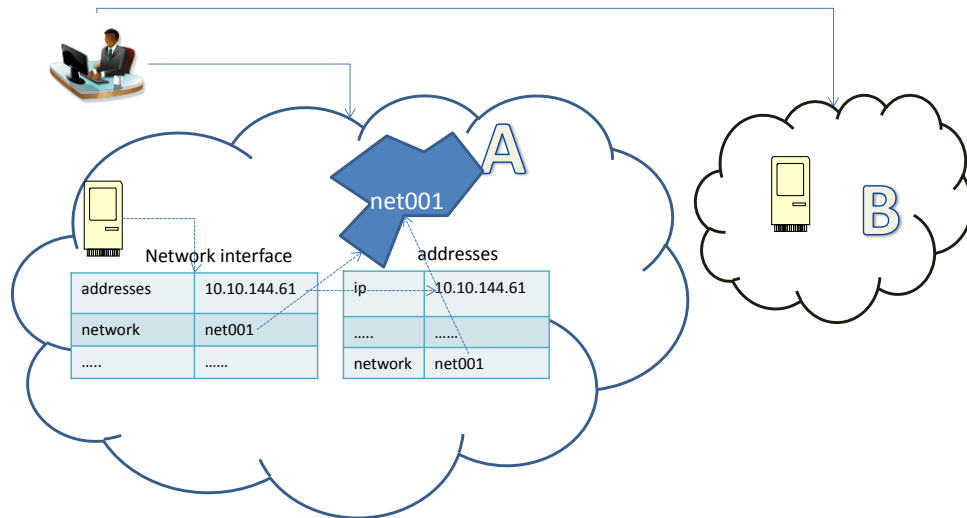 A
net001
B
Network interface
addresses 10.10.144.61
network net001
….. ……
addresses
ip 10.10.144.61
….. ……
network net001